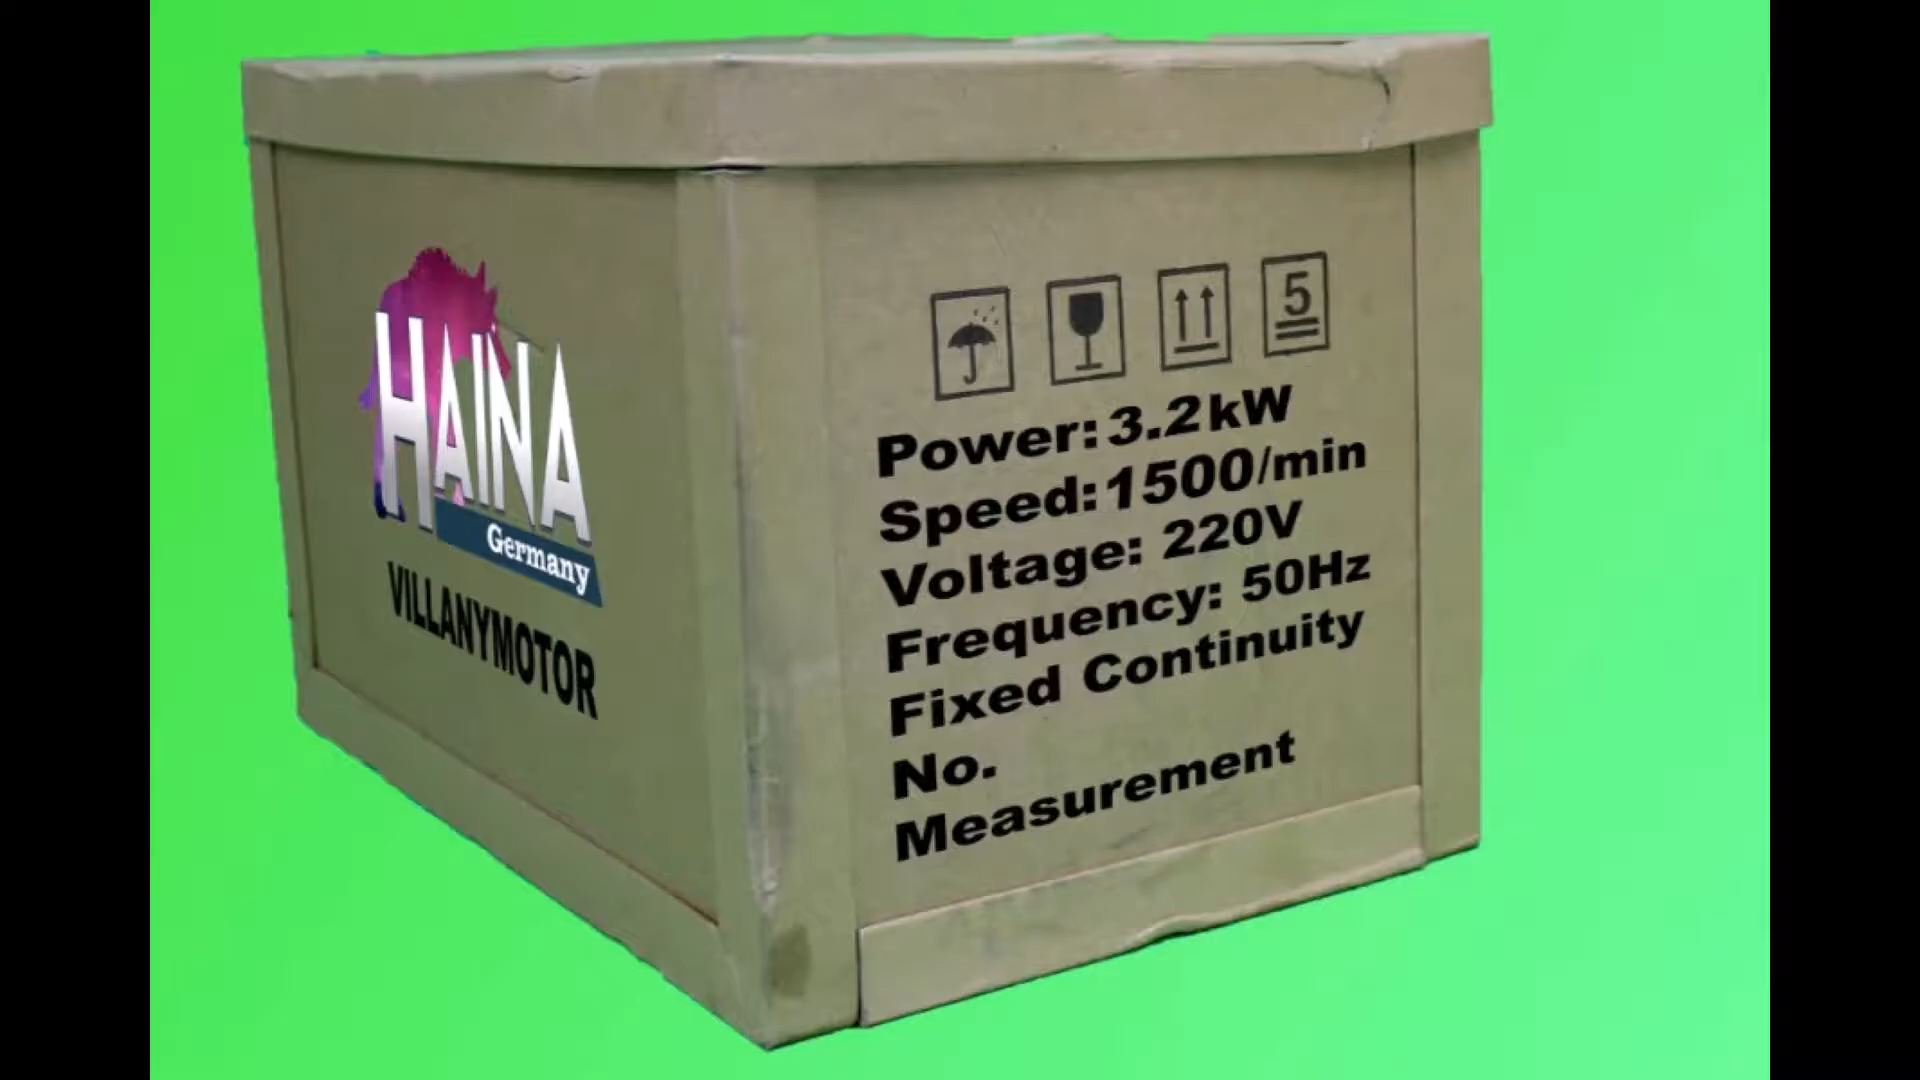 HAINA
Germany
VILLANYMOTOR
5
Power: 3.2kW
Speed: 1500/min
Voltage: 220V
Frequency: 50Hz
Fixed Continuity
No.
Measurement